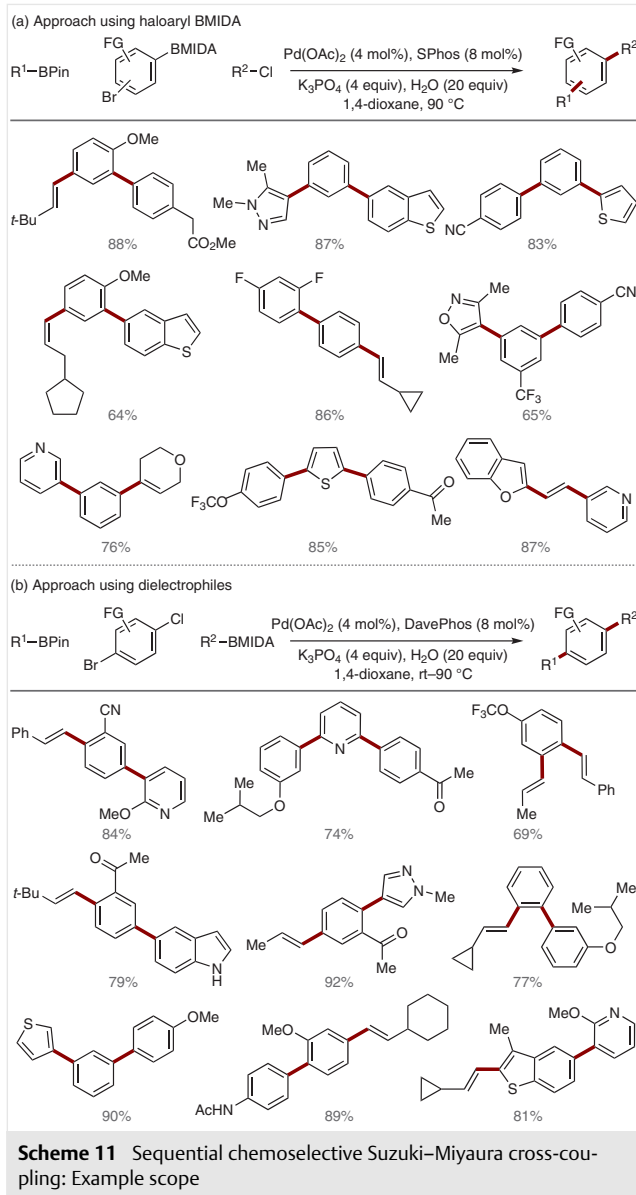 (a) Approach using haloaryl BMIDA
R¹−BPin
FG
BMIDA
Br
R²−Cl
Pd(OAc)₂ (4 mol%), SPhos (8 mol%)
K₃PO₄ (4 equiv), H₂O (20 equiv)
1,4-dioxane, 90 °C
FG
R²
R¹
OMe
t-Bu
CO₂Me
88%
Me
Me
N
N
S
87%
NC
S
83%
OMe
S
64%
F
F
86%
N
O
Me
Me
CF₃
CN
65%
N
O
76%
F₃CO
S
O
Me
85%
O
N
87%
(b) Approach using dielectrophiles
R¹−BPin
FG
Cl
Br
R²−BMIDA
Pd(OAc)₂ (4 mol%), DavePhos (8 mol%)
K₃PO₄ (4 equiv), H₂O (20 equiv)
1,4-dioxane, rt–90 °C
FG
R²
R¹
CN
Ph
MeO
N
84%
N
Me
Me
O
Me
O
74%
F₃CO
Me
Ph
69%
O
Me
t-Bu
N
H
79%
N
N
Me
Me
O
Me
92%
Me
Me
O
77%
S
OMe
90%
MeO
AcHN
89%
Me
S
MeO
N
81%
Scheme 11 Sequential chemoselective Suzuki–Miyaura cross-cou-
pling: Example scope